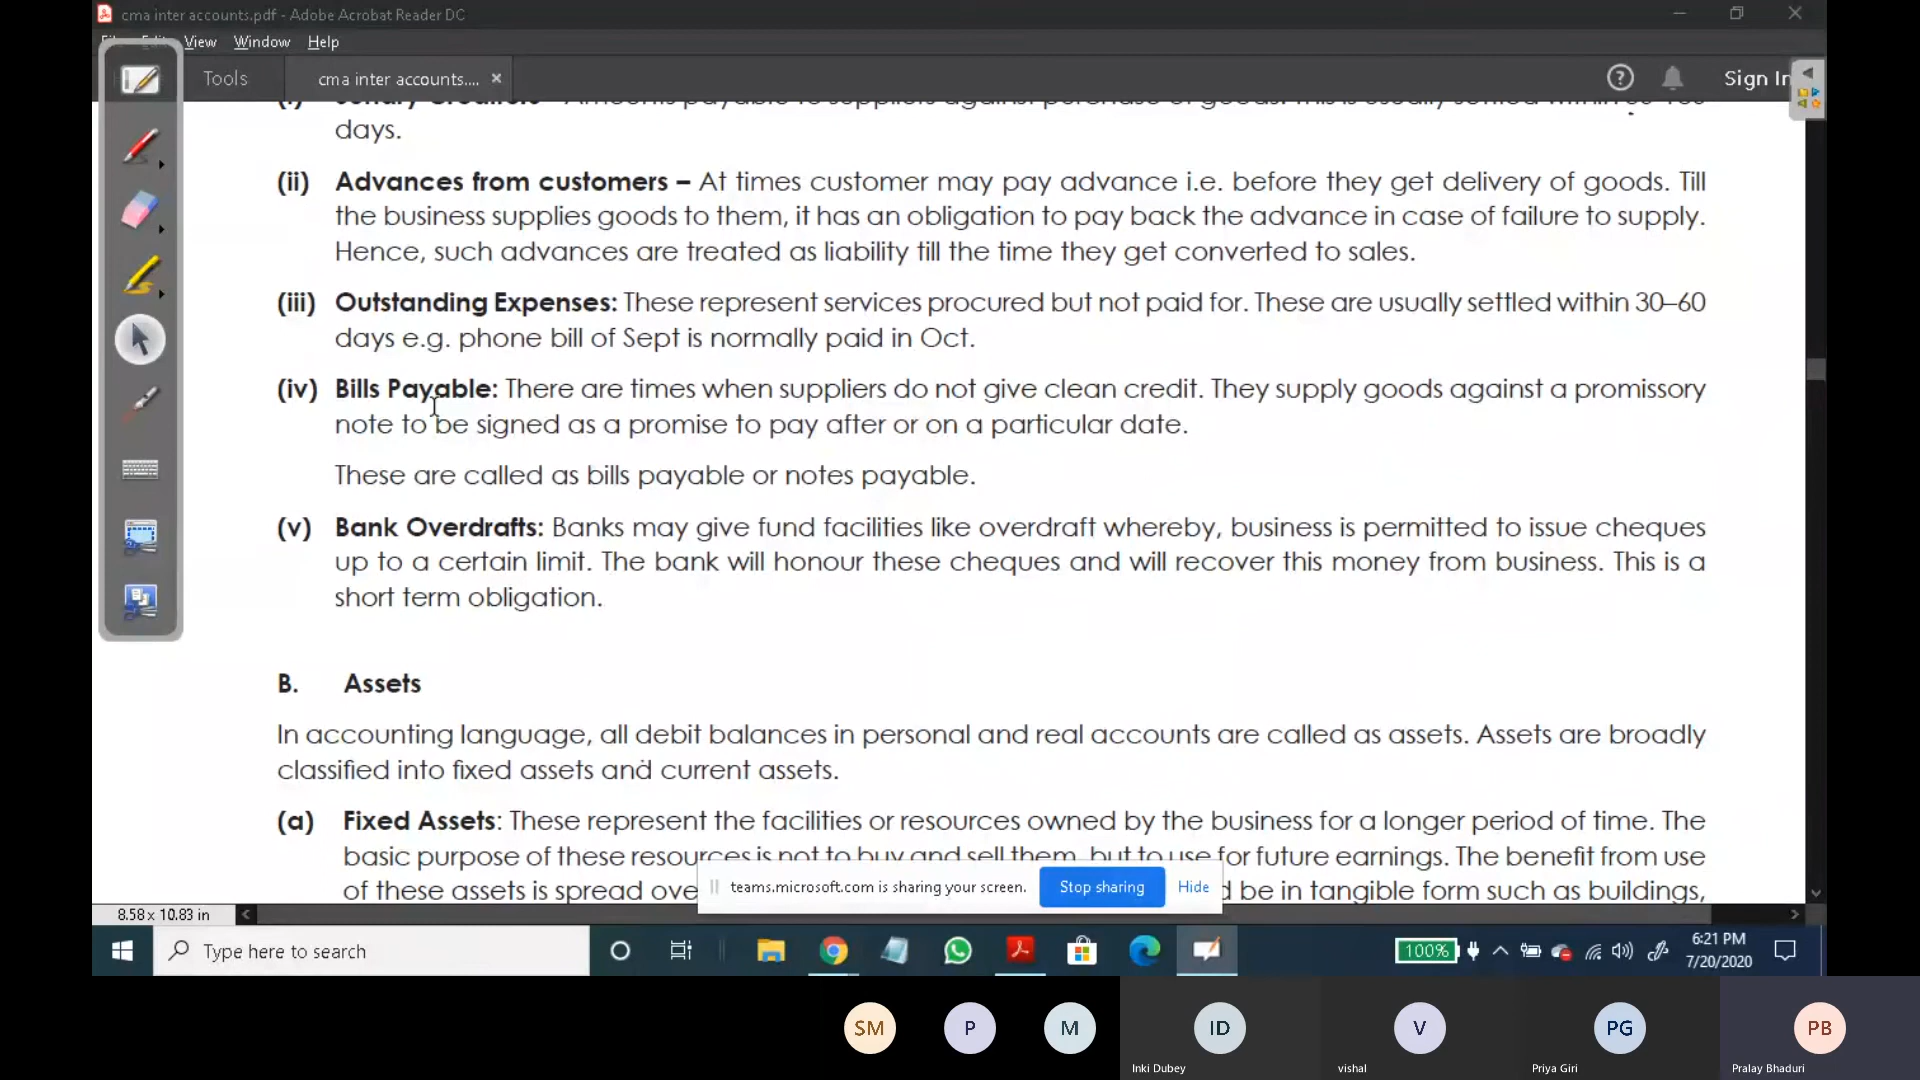 cma inter accounts.pdf - Adobe Acrobat Reader DC
View Window Help
Tools
cma inter accounts....
Sign In
(i) Sundry Creditors – Amounts payable to suppliers against purchase of goods. This is usually settled within
days.
(ii) Advances from customers – At times customer may pay advance i.e. before they get delivery of goods. Till
the business supplies goods to them, it has an obligation to pay back the advance in case of failure to supply.
Hence, such advances are treated as liability till the time they get converted to sales.
(iii) Outstanding Expenses: These represent services procured but not paid for. These are usually settled within 30–60
days e.g. phone bill of Sept is normally paid in Oct.
(iv) Bills Payable: There are times when suppliers do not give clean credit. They supply goods against a promissory
note to be signed as a promise to pay after or on a particular date.
These are called as bills payable or notes payable.
(v) Bank Overdrafts: Banks may give fund facilities like overdraft whereby, business is permitted to issue cheques
up to a certain limit. The bank will honour these cheques and will recover this money from business. This is a
short term obligation.
B. Assets
In accounting language, all debit balances in personal and real accounts are called as assets. Assets are broadly
classified into fixed assets and current assets.
(a) Fixed Assets: These represent the facilities or resources owned by the business for a longer period of time. The
basic purpose of these resources is not to buy and sell them, but to use for future earnings. The benefit from use
of these assets is spread ove d be in tangible form such as buildings,
teams.microsoft.com is sharing your screen.
Stop sharing
Hide
8.58 x 10.83 in
Type here to search
100%
6:21 PM
7/20/2020
SM
P
M
ID
V
PG
PB
Inki Dubey
vishal
Priya Giri
Pralay Bhaduri